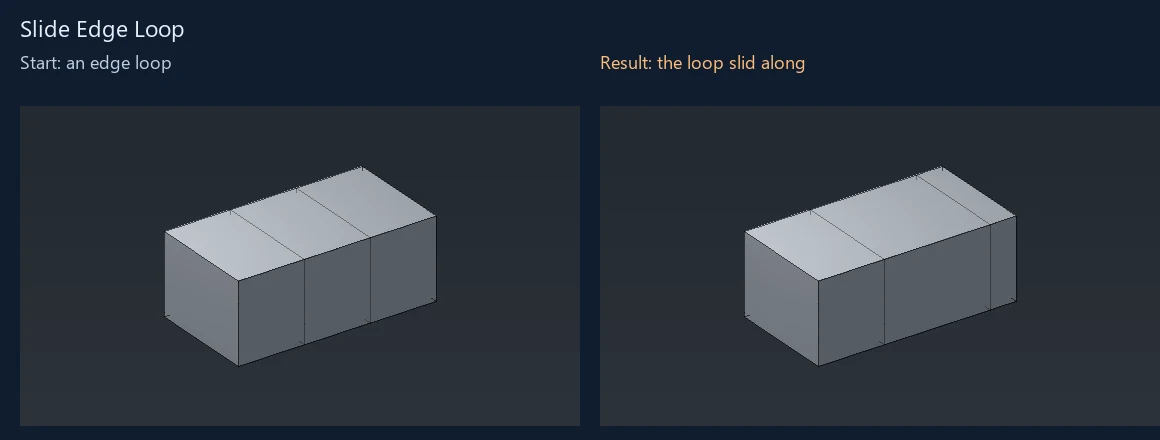 Slide Edge Loop
Start: an edge loop
Result: the loop slid along